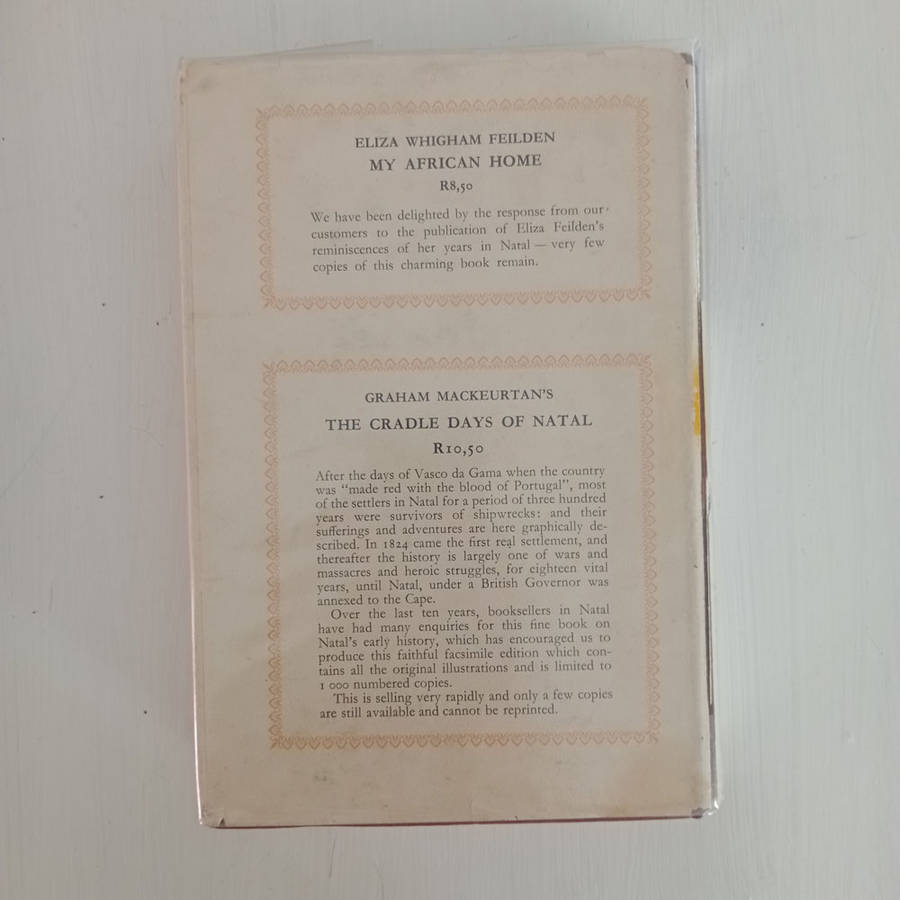 ELIZA WHIGHAM FEILDEN
MY AFRICAN HOME
R8,50
We have been delighted by the response from our
customers to the publication of Eliza Feilden's
reminiscences of her years in Natal — very few
copies of this charming book remain.
GRAHAM MACKEURTAN'S
THE CRADLE DAYS OF NATAL
R10,50
After the days of Vasco da Gama when the country
was "made red with the blood of Portugal", most
of the settlers in Natal for a period of three hundred
years were survivors of shipwrecks: and their
sufferings and adventures are here graphically de-
scribed. In 1824 came the first real settlement, and
thereafter the history is largely one of wars and
massacres and heroic struggles, for eighteen vital
years, until Natal, under a British Governor was
annexed to the Cape.
Over the last ten years, booksellers in Natal
have had many enquiries for this fine book on
Natal's early history, which has encouraged us to
produce this faithful facsimile edition which con-
tains all the original illustrations and is limited to
1 000 numbered copies.
This is selling very rapidly and only a few copies
are still available and cannot be reprinted.